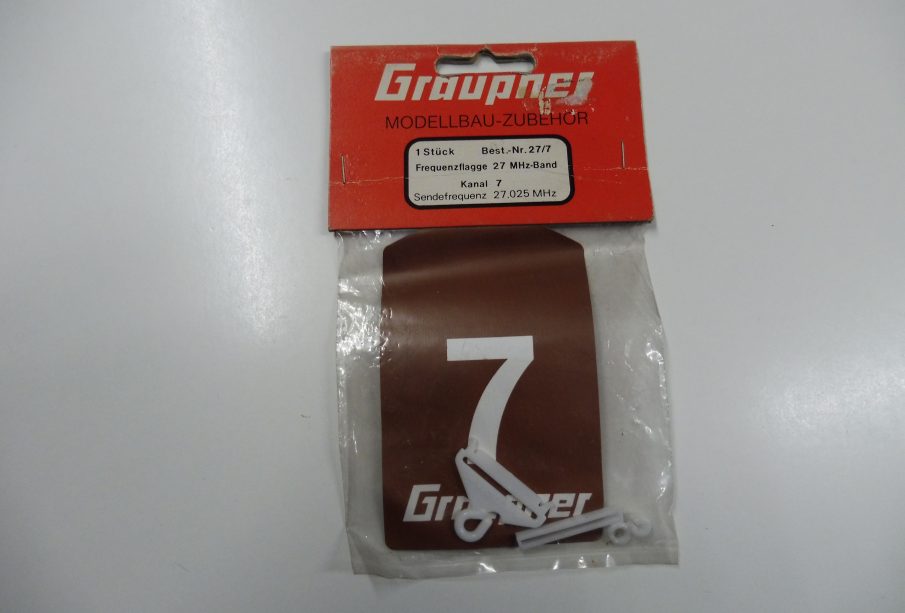 Graupner
MODELLBAU-ZUBEHÖR
1 Stück Best.-Nr. 27/7
Frequenzflagge 27 MHz-Band
Kanal 7
Sendefrequenz 27,025 MHz
7
Graupner